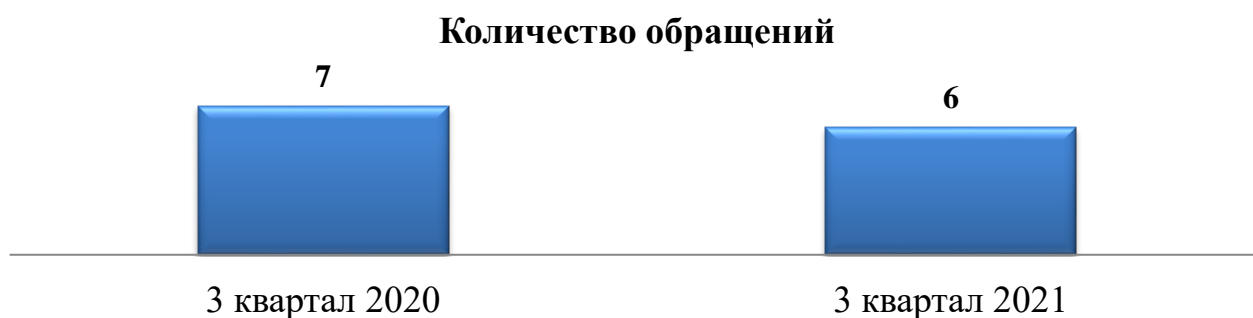 Количество обращений
7
6
3 квартал 2020
3 квартал 2021